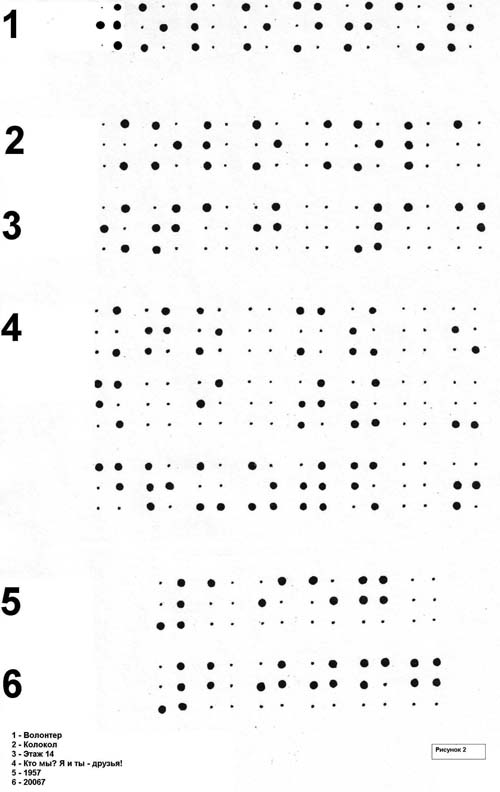 1
2
3
4
5
6
1 - Волонтер
2 - Колокол
3 - Этаж 14
4 - Кто мы? Я и ты - друзья!
5 - 1957
6 - 20067
Рисунок 2